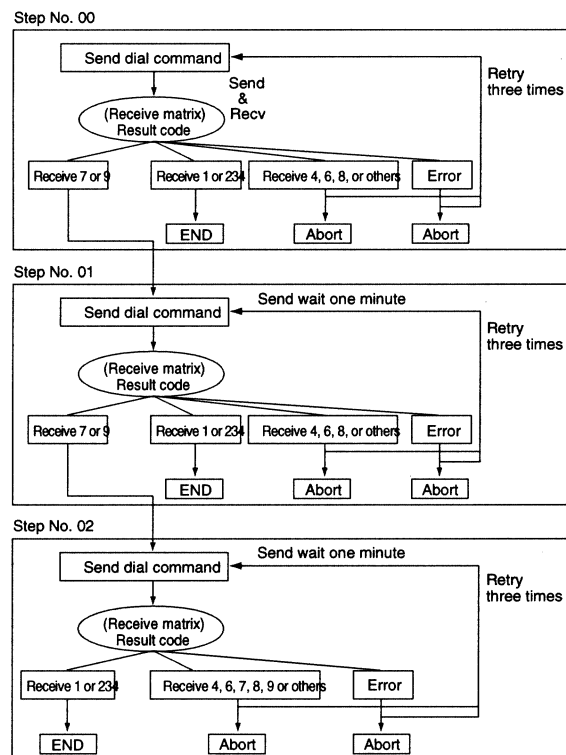 Step No. 00
Send dial command
Send
&
Recv
Retry
three times
(Receive matrix)
Result code
Receive 7 or 9
Receive 1 or 234
Receive 4, 6, 8, or others
Error
END
Abort
Abort
Step No. 01
Send wait one minute
Send dial command
Retry
three times
(Receive matrix)
Result code
Receive 7 or 9
Receive 1 or 234
Receive 4, 6, 8, or others
Error
END
Abort
Abort
Step No. 02
Send wait one minute
Send dial command
Retry
three times
(Receive matrix)
Result code
Receive 1 or 234
Receive 4, 6, 7, 8, 9 or others
Error
END
Abort
Abort